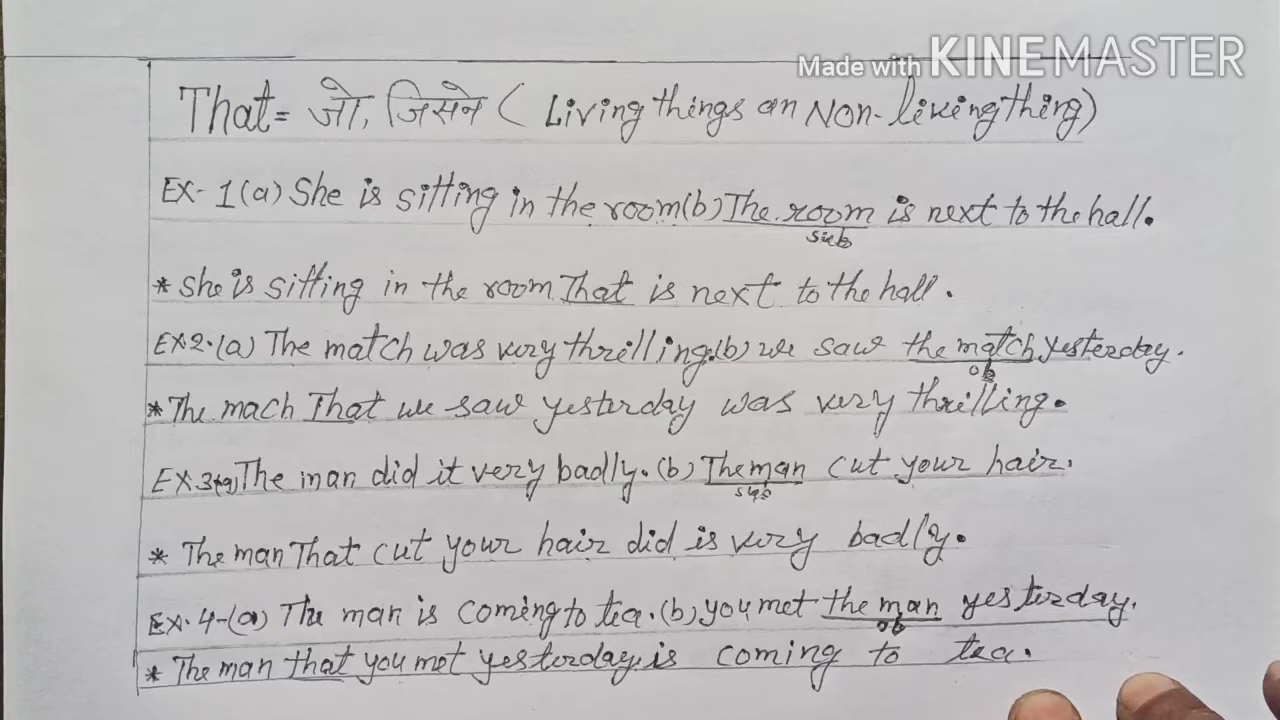 Made with KINEMASTER
That = जो, जिसने ( Living things an Non-living thing)
Ex- 1(a) She is sitting in the room(b) The room is next to the hall.
sub
* she is sitting in the room That is next to the hall.
Ex2.(a) The match was very thrilling.(b) we saw the match yesterday.
ob
* The mach That we saw yesterday was very thrilling.
Ex.3(a) The man did it very badly. (b) The man cut your hair.
sub
* The man That cut your hair did is very badly.
Ex.4-(a) The man is coming to tea. (b) you met the man yesterday.
ob
* The man that you met yesterday is coming to tea.